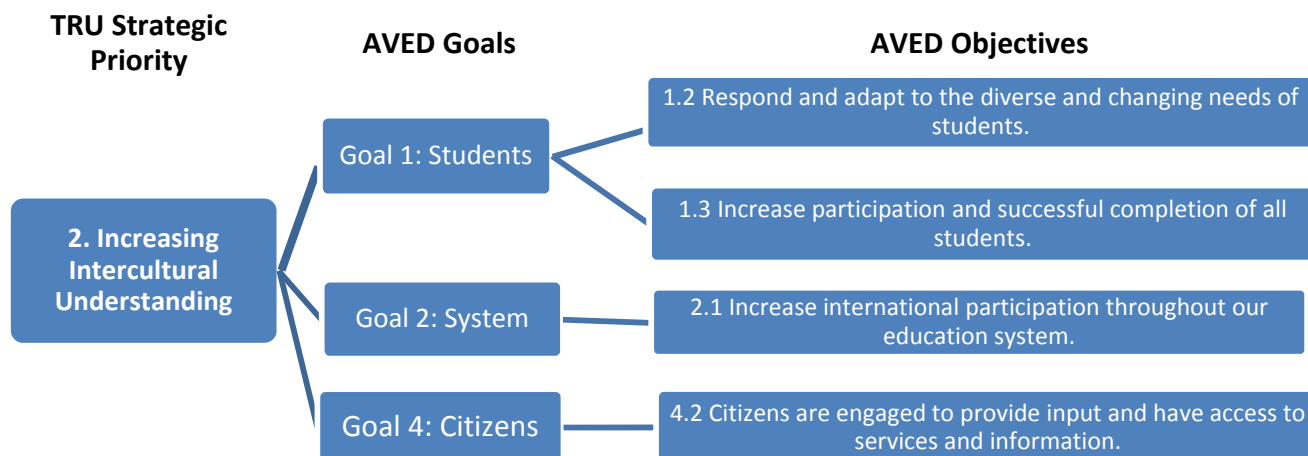 TRU Strategic
Priority
AVED Goals
AVED Objectives
2. Increasing
Intercultural
Understanding
Goal 1: Students
1.2 Respond and adapt to the diverse and changing needs of
students.
1.3 Increase participation and successful completion of all
students.
Goal 2: System
2.1 Increase international participation throughout our
education system.
Goal 4: Citizens
4.2 Citizens are engaged to provide input and have access to
services and information.